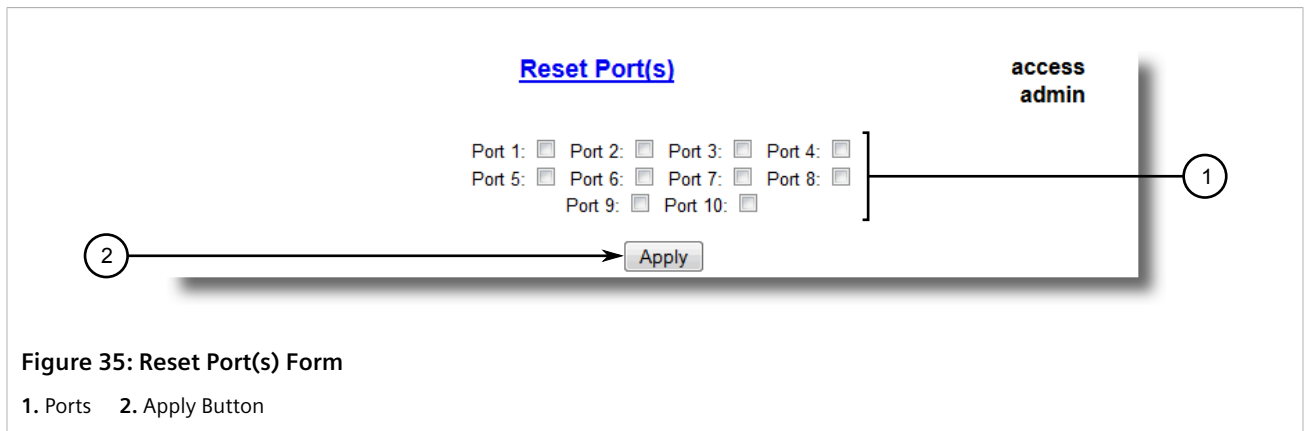 Reset Port(s)
access
admin
Port 1: Port 2: Port 3: Port 4:
Port 5: Port 6: Port 7: Port 8:
Port 9: Port 10:
1
2
Apply
Figure 35: Reset Port(s) Form
1. Ports 2. Apply Button